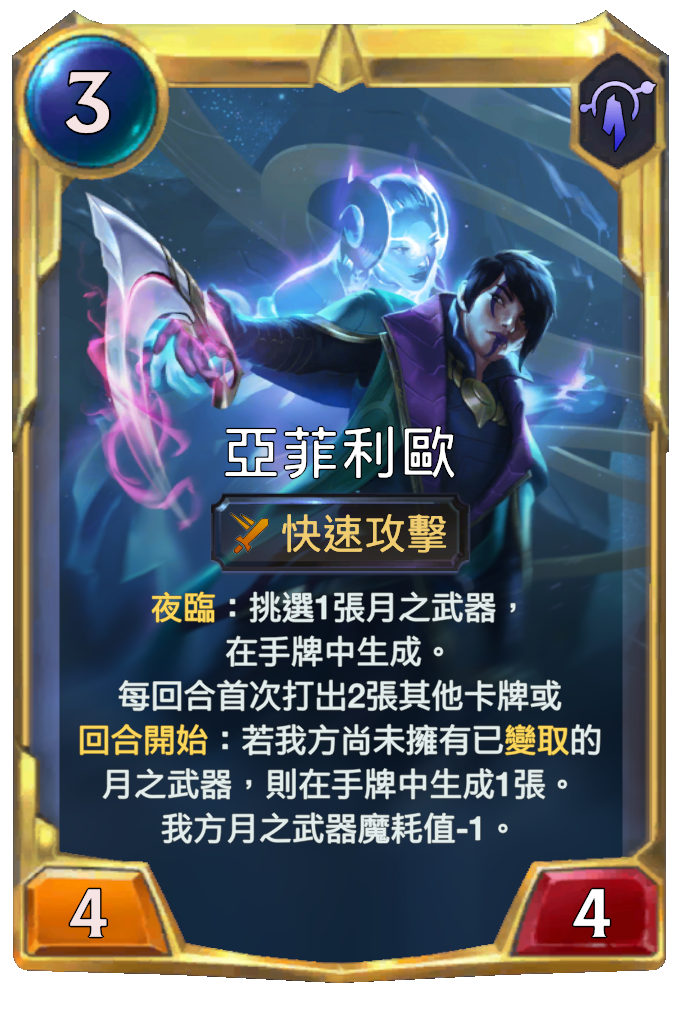 3
亞菲利歐
快速攻擊
夜臨：挑選1張月之武器，
在手牌中生成。
每回合首次打出2張其他卡牌或
回合開始：若我方尚未擁有已變取的
月之武器，則在手牌中生成1張。
我方月之武器魔耗值-1。
4
4